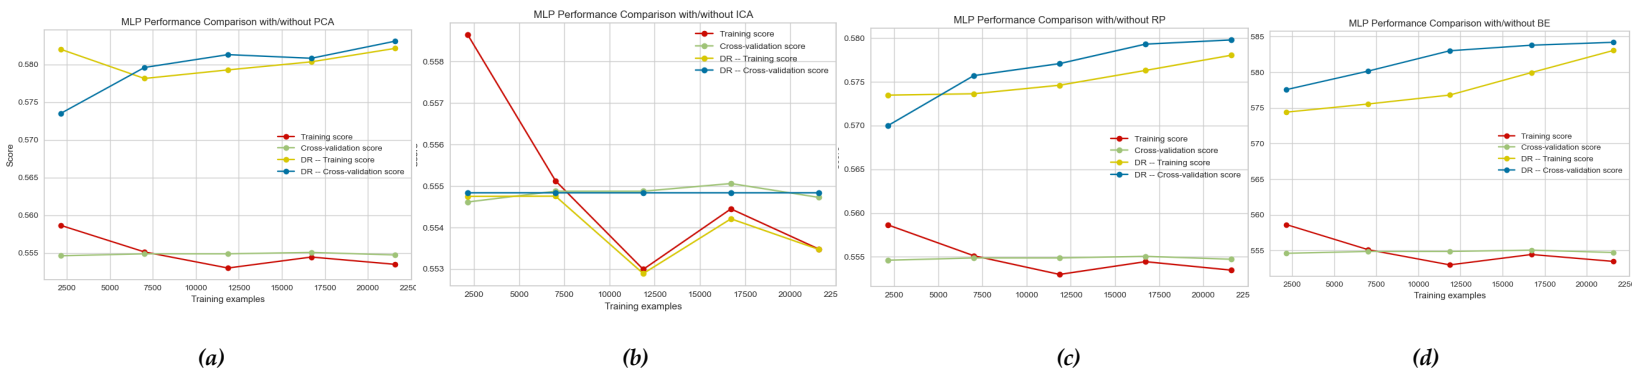 MLP Performance Comparison with/without PCA
0.580
0.575
0.570
0.565
0.560
0.555
Score
Training score
Cross-validation score
DR -- Training score
DR -- Cross-validation score
2500 5000 7500 10000 12500 15000 17500 20000 2250
Training examples
(a)
MLP Performance Comparison with/without ICA
0.558
0.557
0.556
0.555
0.554
0.553
Training score
Cross-validation score
DR -- Training score
DR -- Cross-validation score
2500 5000 7500 10000 12500 15000 17500 20000 225
Training examples
(b)
MLP Performance Comparison with/without RP
0.580
0.575
0.570
0.565
0.560
0.555
Training score
Cross-validation score
DR -- Training score
DR -- Cross-validation score
2500 5000 7500 10000 12500 15000 17500 20000 225
(c)
MLP Performance Comparison with/without BE
585
580
575
570
565
560
555
Training score
Cross-validation score
DR -- Training score
DR -- Cross-validation score
2500 5000 7500 10000 12500 15000 17500 20000 2250
Training examples
(d)